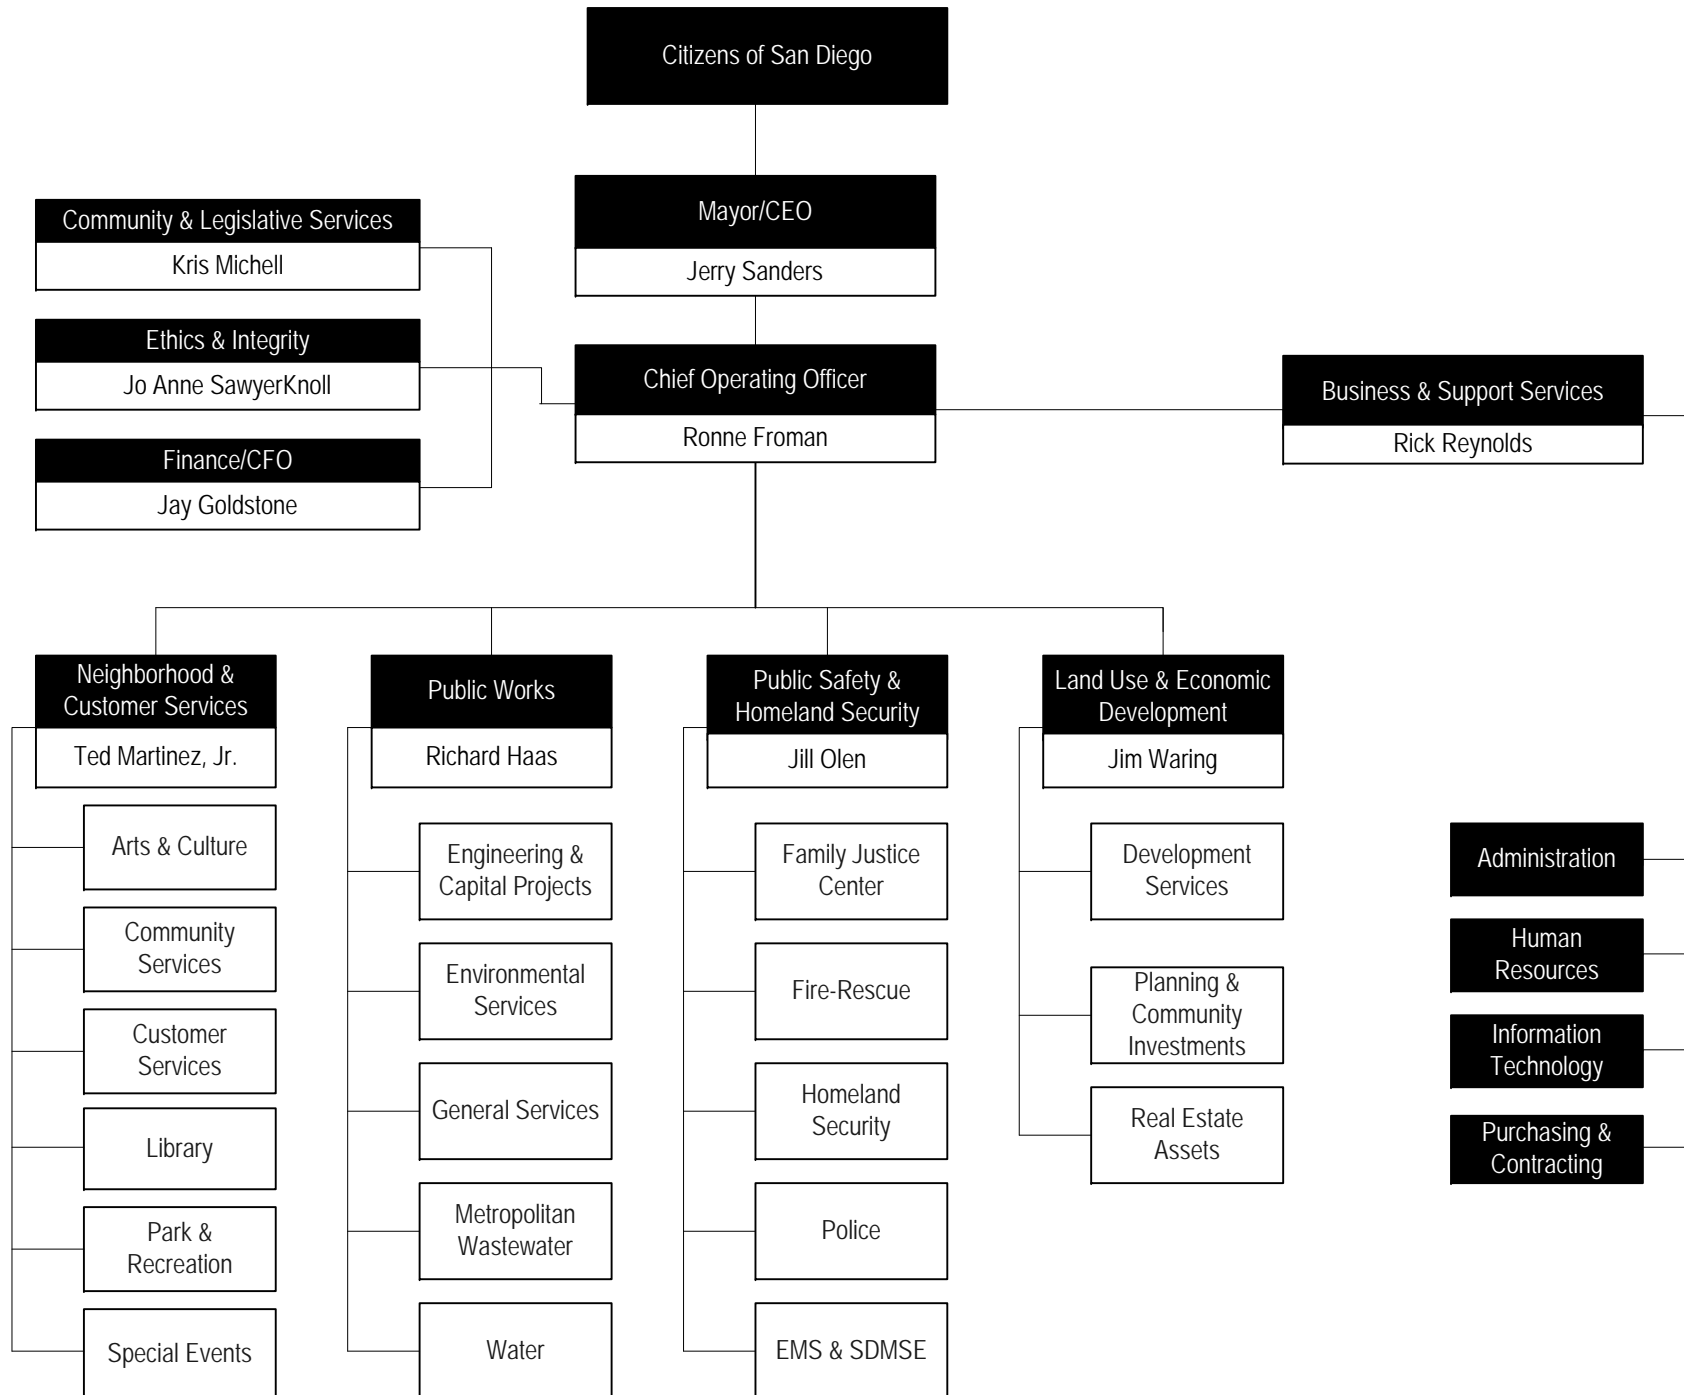 Citizens of San Diego
Mayor/CEO
Jerry Sanders
Community & Legislative Services
Kris Michell
Ethics & Integrity
Jo Anne SawyerKnoll
Finance/CFO
Jay Goldstone
Chief Operating Officer
Ronne Froman
Business & Support Services
Rick Reynolds
Neighborhood &
Customer Services
Ted Martinez, Jr.
Arts & Culture
Community
Services
Customer
Services
Library
Park &
Recreation
Special Events
Public Works
Richard Haas
Engineering &
Capital Projects
Environmental
Services
General Services
Metropolitan
Wastewater
Water
Public Safety &
Homeland Security
Jill Olen
Family Justice
Center
Fire-Rescue
Homeland
Security
Police
EMS & SDMSE
Land Use & Economic
Development
Jim Waring
Development
Services
Planning &
Community
Investments
Real Estate
Assets
Administration
Human
Resources
Information
Technology
Purchasing &
Contracting